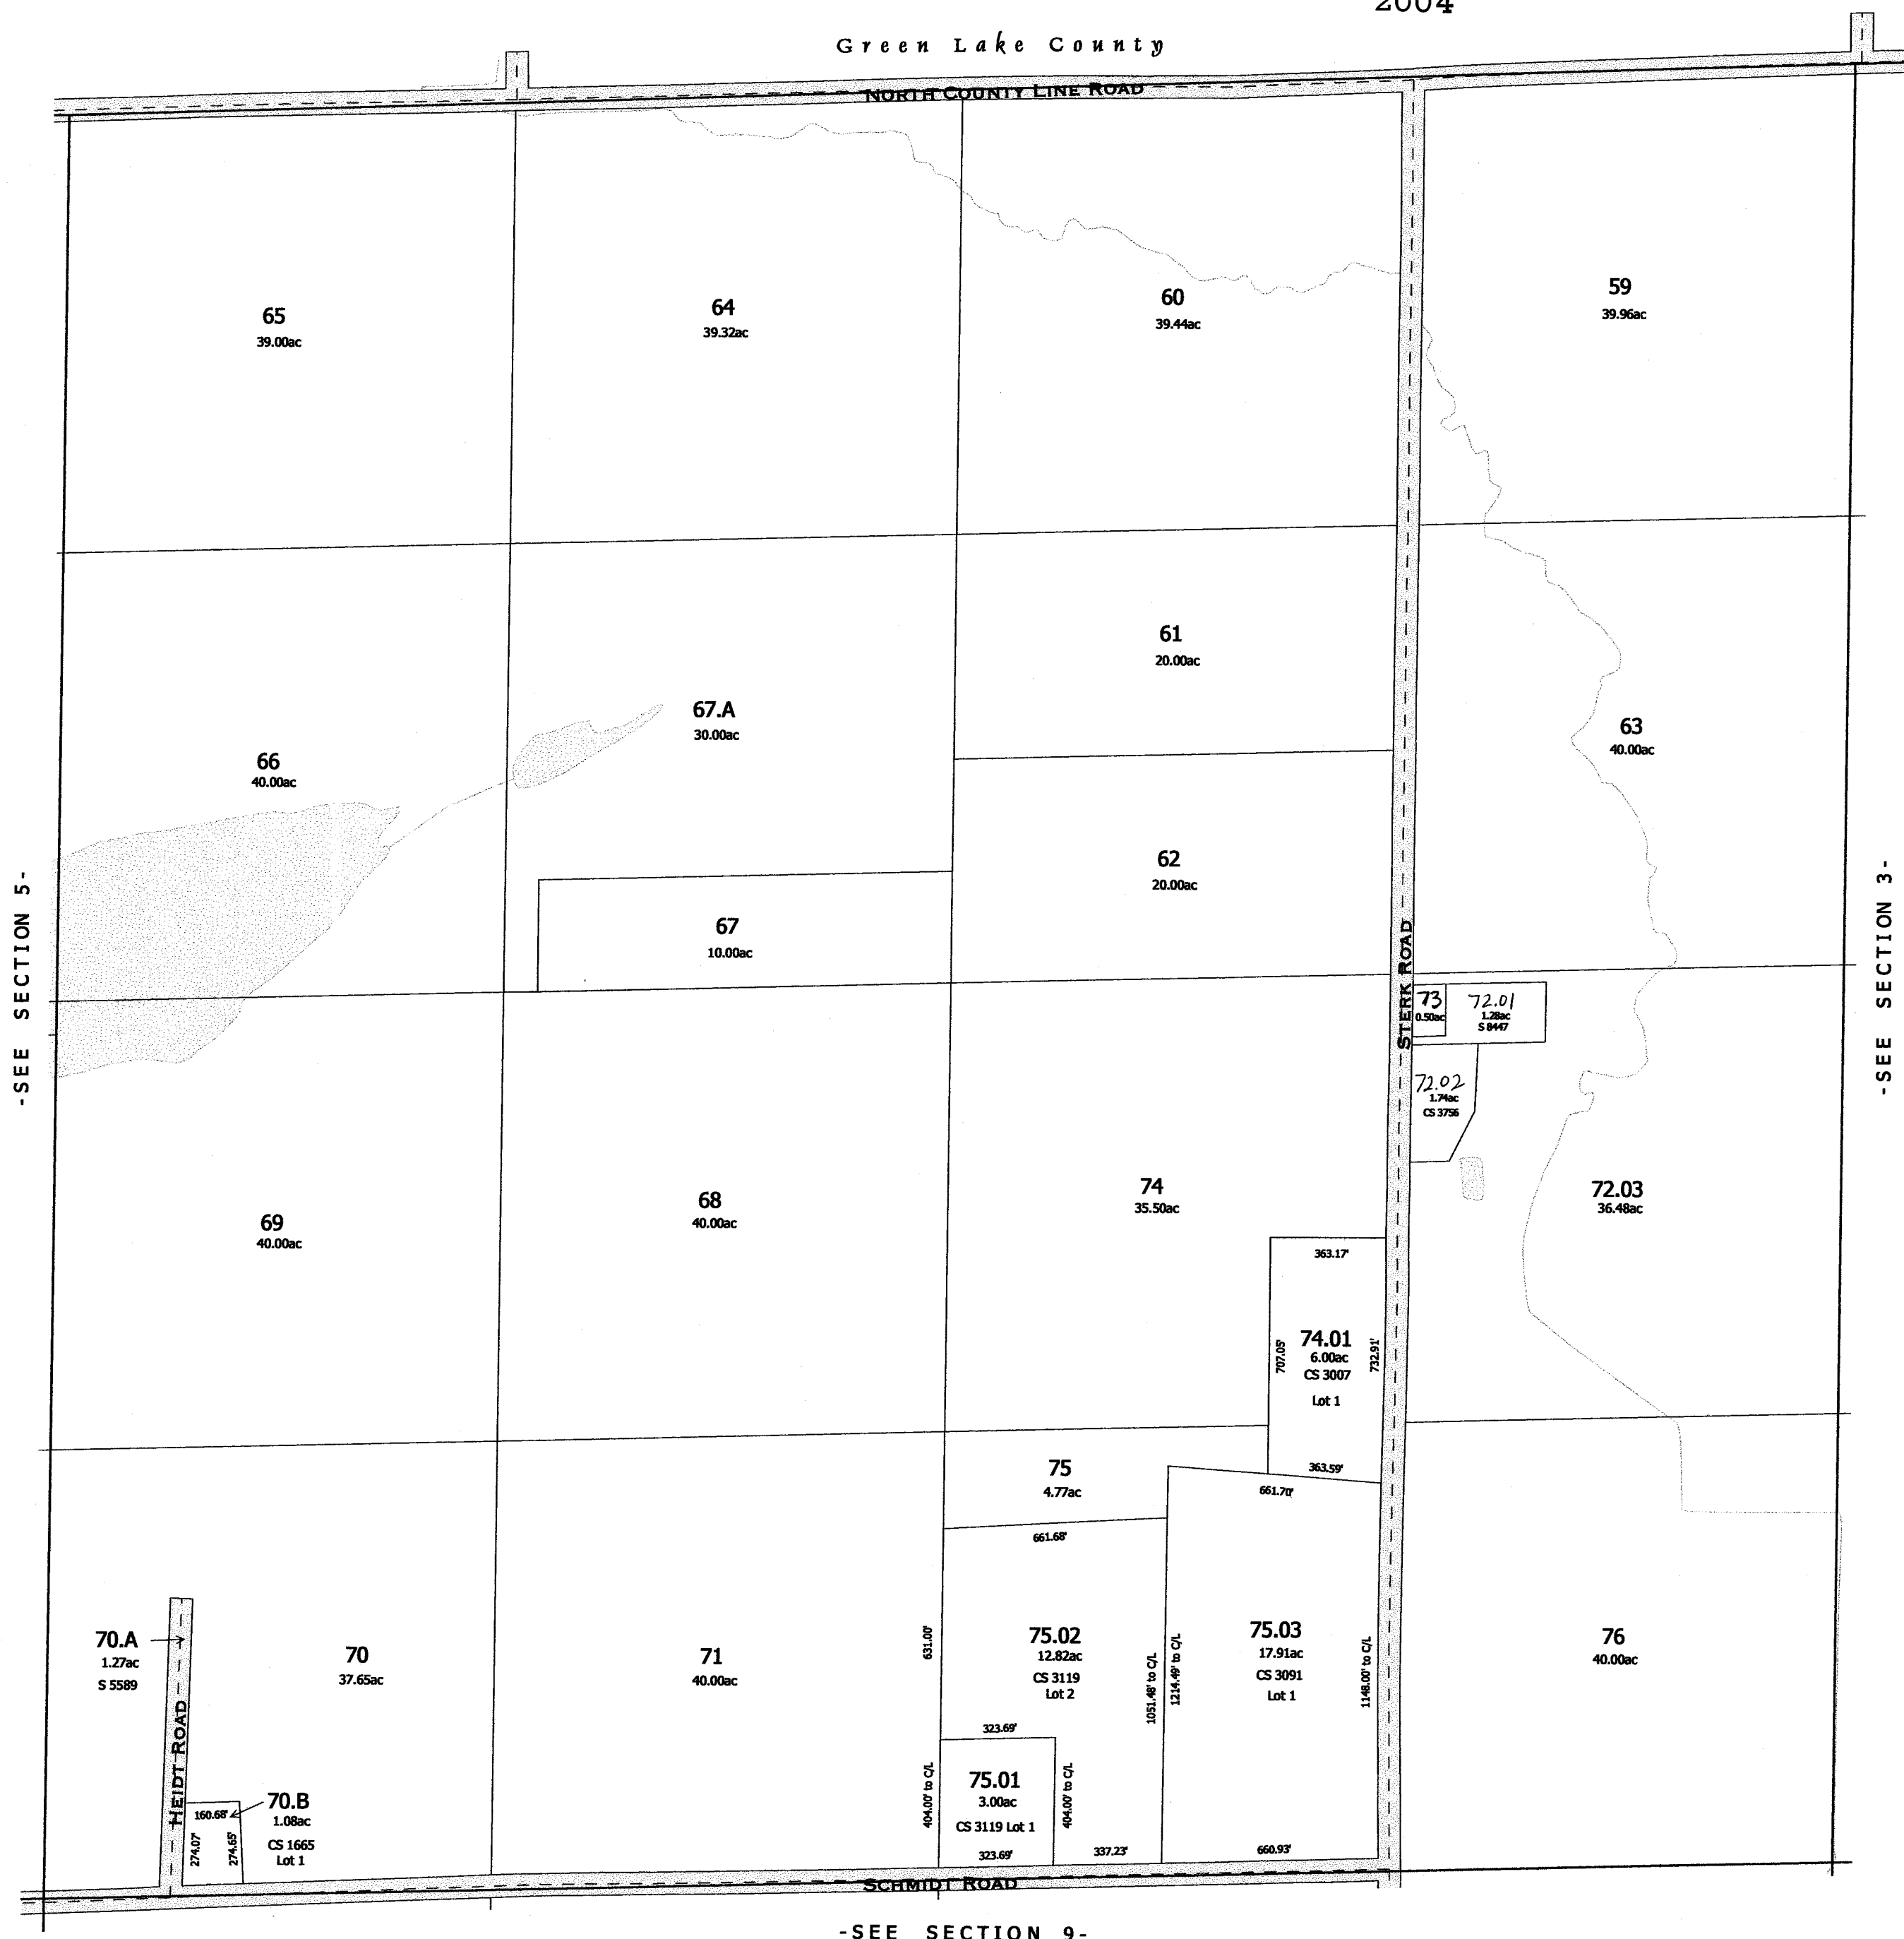 2004
Green Lake County
NORTH COUNTY LINE ROAD
65
39.00ac
64
39.32ac
60
39.44ac
59
39.96ac
61
20.00ac
67.A
30.00ac
63
40.00ac
66
40.00ac
62
20.00ac
67
10.00ac
-SEE SECTION 5-
-SEE SECTION 3-
STERK ROAD
73
0.50ac
72.01
1.28ac
S 8447
72.02
1.74ac
CS 3756
69
40.00ac
68
40.00ac
74
35.50ac
72.03
36.48ac
363.17'
707.05'
74.01
6.00ac
CS 3007
Lot 1
732.91'
363.59'
75
4.77ac
661.70'
661.68'
70.A
1.27ac
S 5589
70
37.65ac
71
40.00ac
631.00'
75.02
12.82ac
CS 3119
Lot 2
1051.48' to C/L
1214.49' to C/L
75.03
17.91ac
CS 3091
Lot 1
1148.00' to C/L
76
40.00ac
HEIDT ROAD
323.69'
160.68'
70.B
1.08ac
CS 1665
Lot 1
274.07'
274.65'
404.00' to C/L
75.01
3.00ac
CS 3119 Lot 1
404.00' to C/L
323.69'
337.23'
660.93'
SCHMIDT ROAD
-SEE SECTION 9-